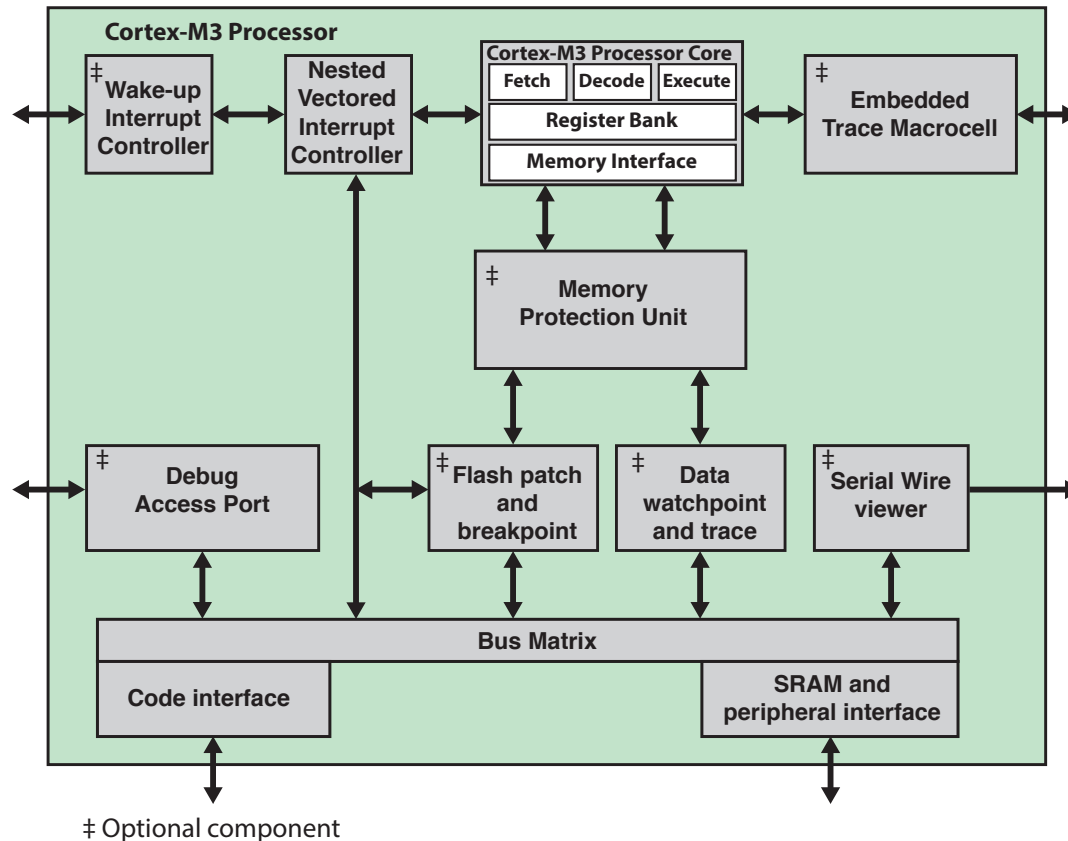 Cortex-M3 Processor
‡
Wake-up
Interrupt
Controller
Nested
Vectored
Interrupt
Controller
Cortex-M3 Processor Core
Fetch
Decode
Execute
Register Bank
Memory Interface
‡
Embedded
Trace Macrocell
‡
Memory
Protection Unit
‡
Debug
Access Port
‡
Flash patch
and
breakpoint
‡
Data
watchpoint
and trace
‡
Serial Wire
viewer
Bus Matrix
Code interface
SRAM and
peripheral interface
‡ Optional component